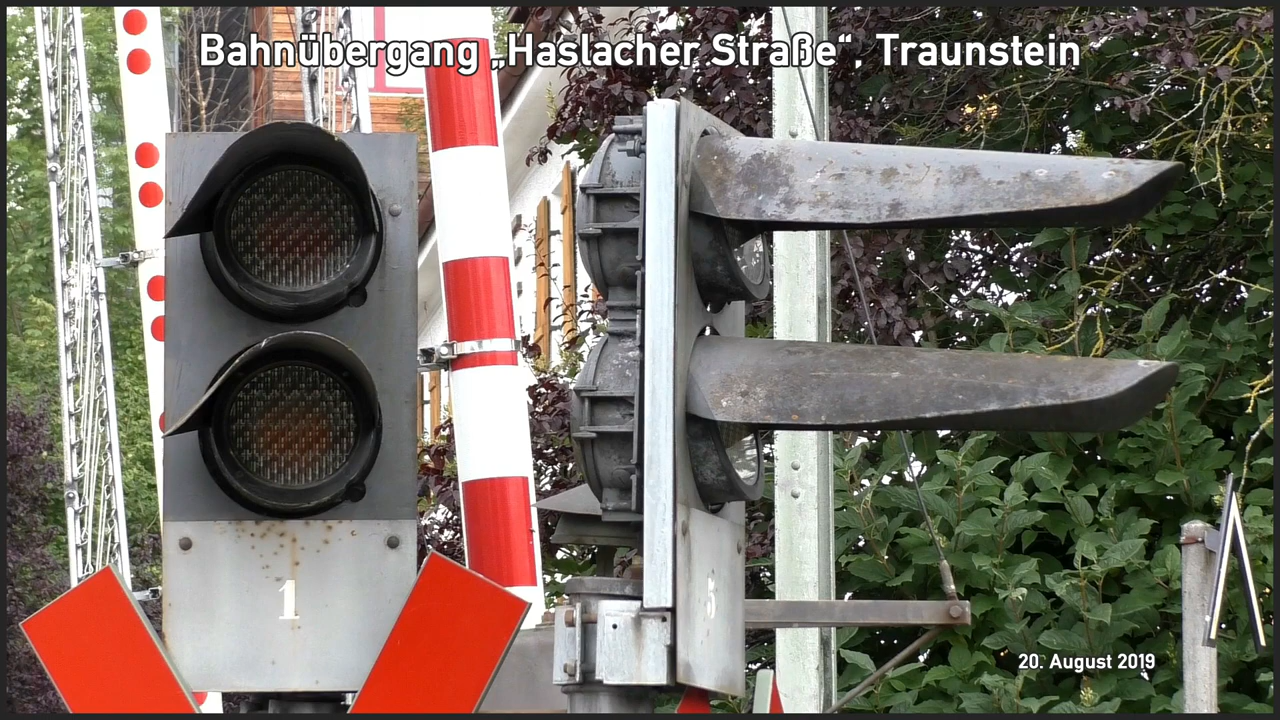 Bahnübergang „Haslacher Straße“, Traunstein
1
20. August 2019